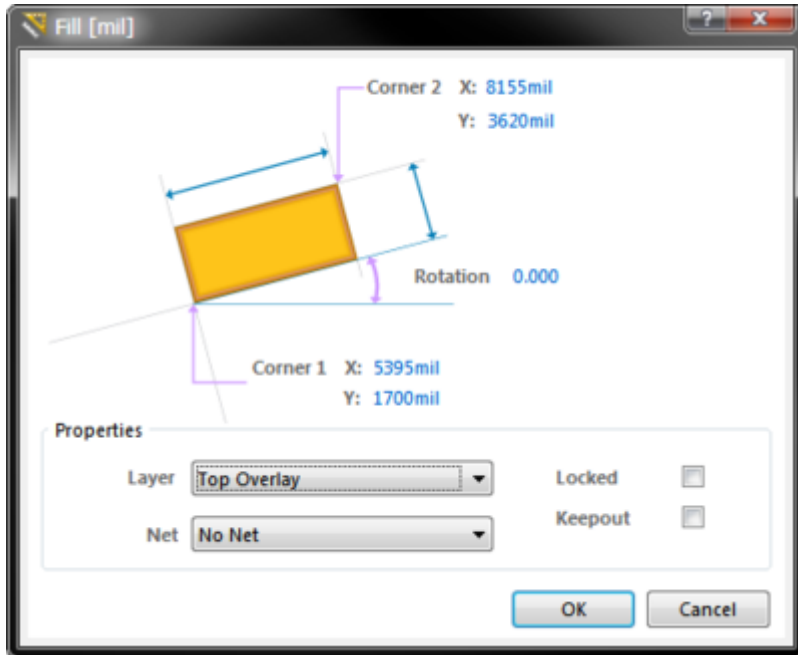 Fill [mil]
?
Corner 2 X: 8155mil
Y: 3620mil
Rotation 0.000
Corner 1 X: 5395mil
Y: 1700mil
Properties
Layer Top Overlay Locked
Keepout
Net No Net
OK Cancel